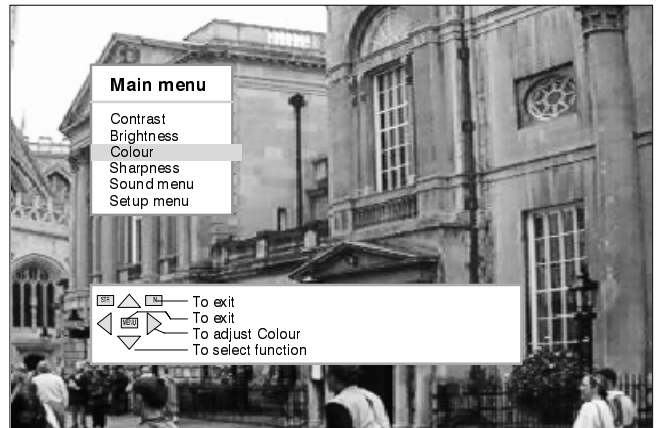 Main menu
Contrast
Brightness
Colour
Sharpness
Sound menu
Setup menu
STR N To exit
MENU To exit
To adjust Colour
To select function